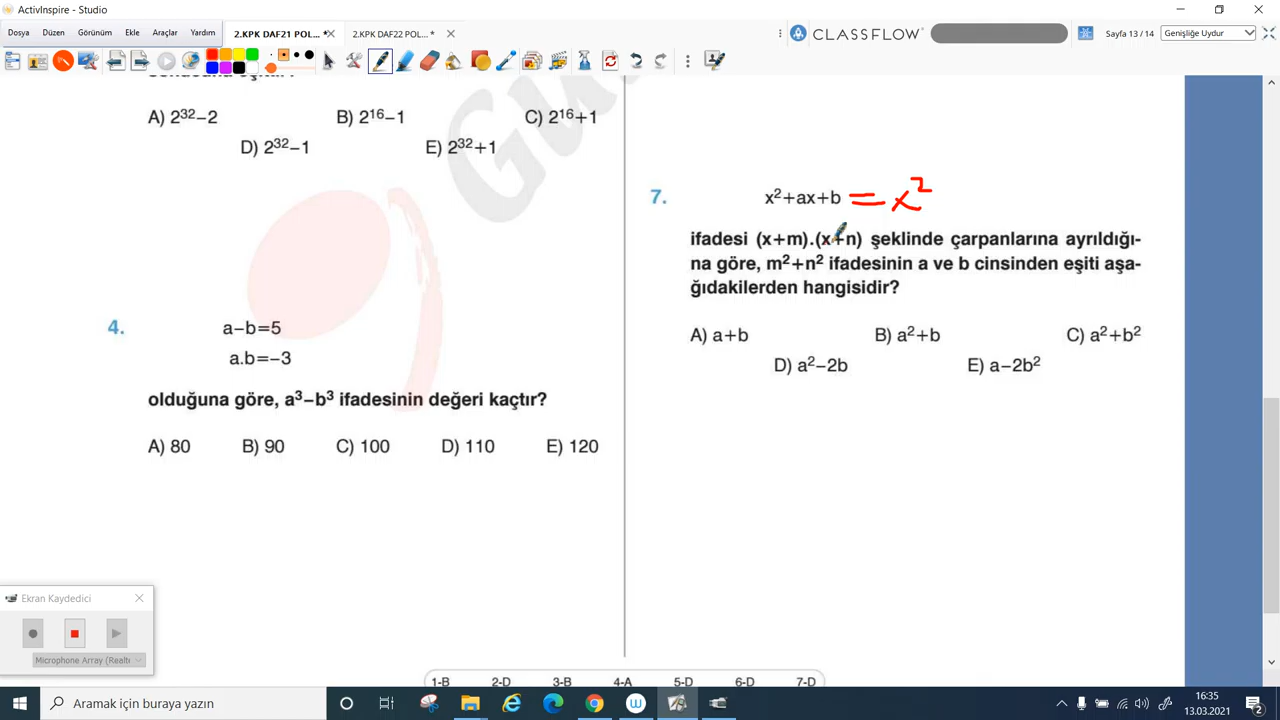 ActivInspire - Studio
Dosya Düzen Görünüm Ekle Araçlar Yardım
2.KPK DAF21 POL... *
2.KPK DAF22 POL... *
CLASSFLOW
Sayfa 13 / 14
Genişliğe Uydur
A) 2³²−2 B) 2¹⁶−1 C) 2¹⁶+1
D) 2³²−1 E) 2³²+1
4. a−b=5
a.b=−3
olduğuna göre, a³−b³ ifadesinin değeri kaçtır?
A) 80 B) 90 C) 100 D) 110 E) 120
7. x²+ax+b = x²
ifadesi (x+m).(x+n) şeklinde çarpanlarına ayrıldığı-
na göre, m²+n² ifadesinin a ve b cinsinden eşiti aşa-
ğıdakilerden hangisidir?
A) a+b B) a²+b C) a²+b²
D) a²−2b E) a−2b²
Ekran Kaydedici
Microphone Array (Realt
1-B 2-D 3-B 4-A 5-D 6-D 7-D
Aramak için buraya yazın
16:35
13.03.2021
2